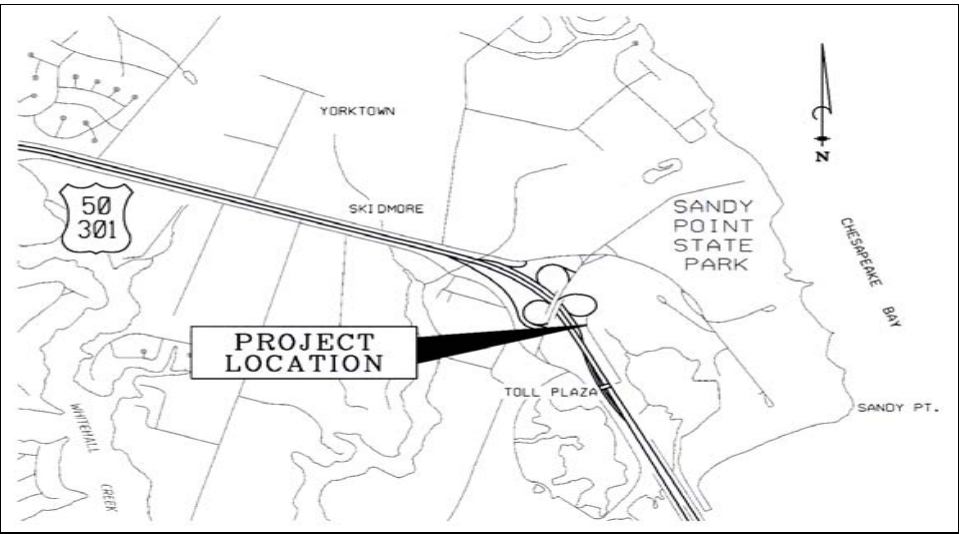 YORKTOWN
SKIDMORE
50
301
SANDY
POINT
STATE
PARK
N
CHESAPEAKE BAY
PROJECT
LOCATION
TOLL PLAZA
SANDY PT.
WHITEHALL
CREEK